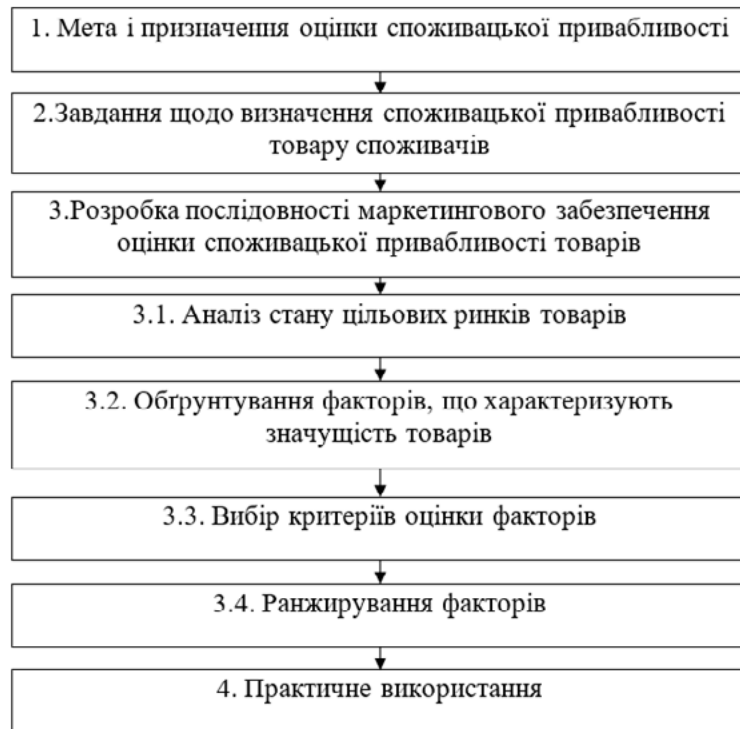 1. Мета і призначення оцінки споживацької привабливості
2.Завдання щодо визначення споживацької привабливості
товару споживачів
3.Розробка послідовності маркетингового забезпечення
оцінки споживацької привабливості товарів
3.1. Аналіз стану цільових ринків товарів
3.2. Обґрунтування факторів, що характеризують
значущість товарів
3.3. Вибір критеріїв оцінки факторів
3.4. Ранжирування факторів
4. Практичне використання